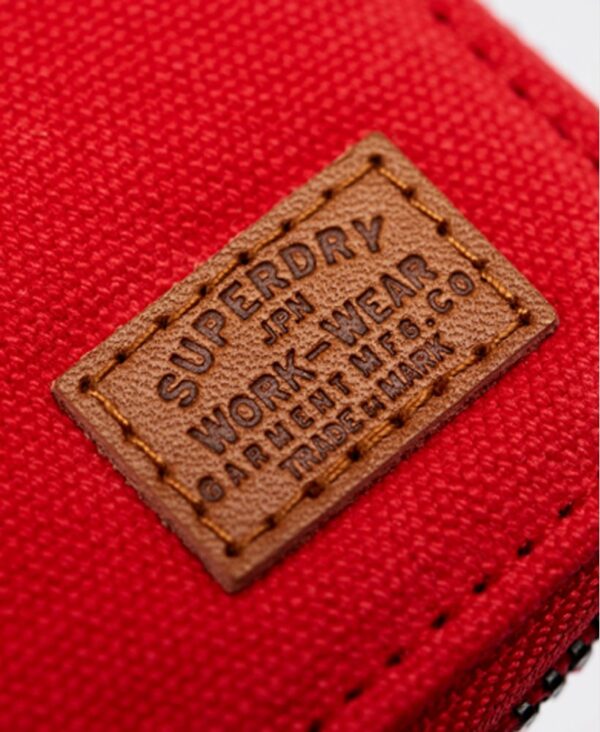 SUPERDRY
JPN
WORK-WEAR
GARMENT MFG. CO
TRADE MARK